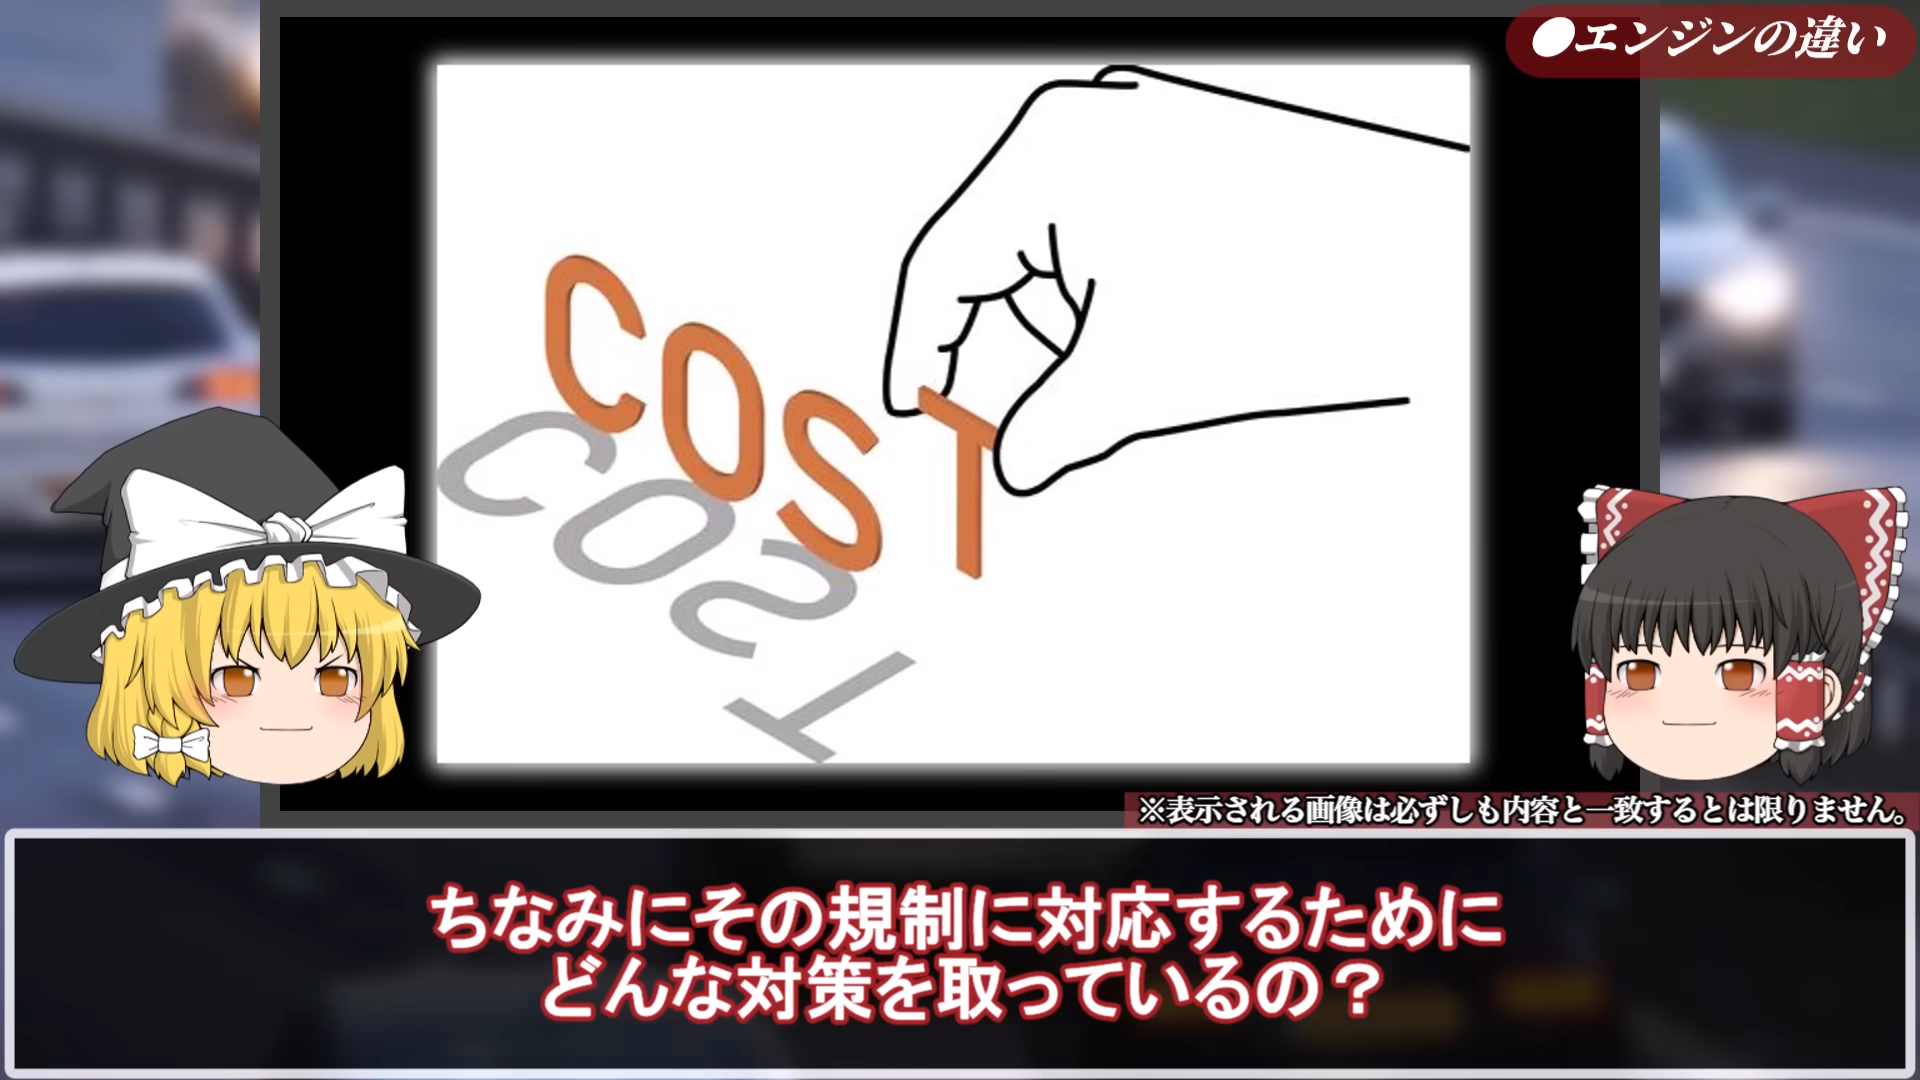 ●エンジンの違い
COST
COST
※表示される画像は必ずしも内容と一致するとは限りません。
ちなみにその規制に対応するために
どんな対策を取っているの？